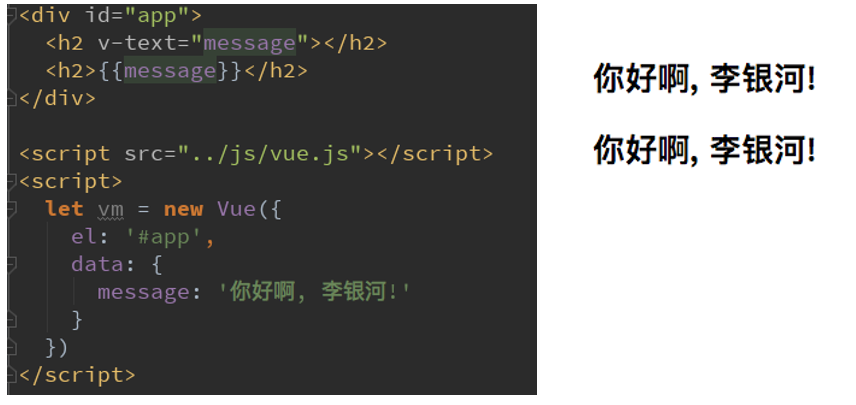 <div id="app">
  <h2 v-text="message"></h2>
  <h2>{{message}}</h2>
</div>

<script src="../js/vue.js"></script>
<script>
  let vm = new Vue({
    el: '#app',
    data: {
      message: '你好啊, 李银河!'
    }
  })
</script>
你好啊, 李银河!
你好啊, 李银河!